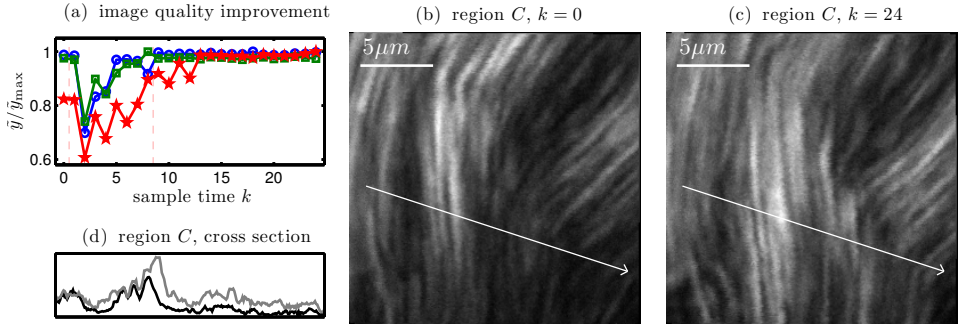 (a) image quality improvement
1
0.8
0.6
ỹ/ỹmax
0 5 10 15 20
sample time k
(d) region C, cross section
(b) region C, k = 0
5μm
(c) region C, k = 24
5μm